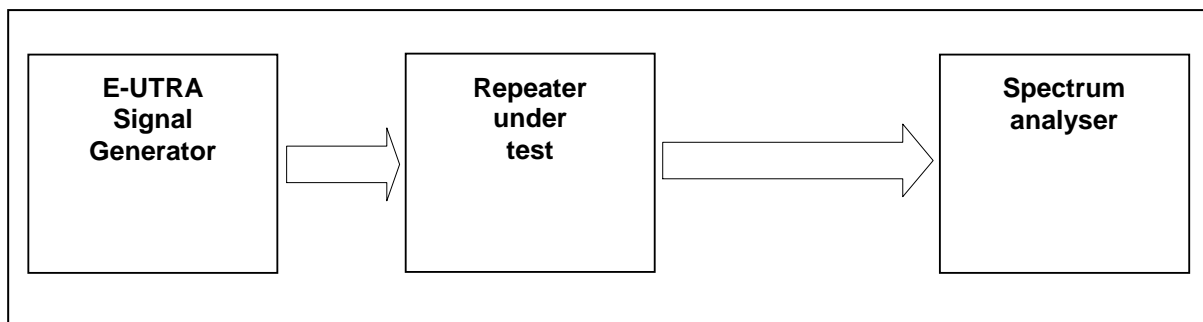 E-UTRA
Signal
Generator
Repeater
under
test
Spectrum
analyser